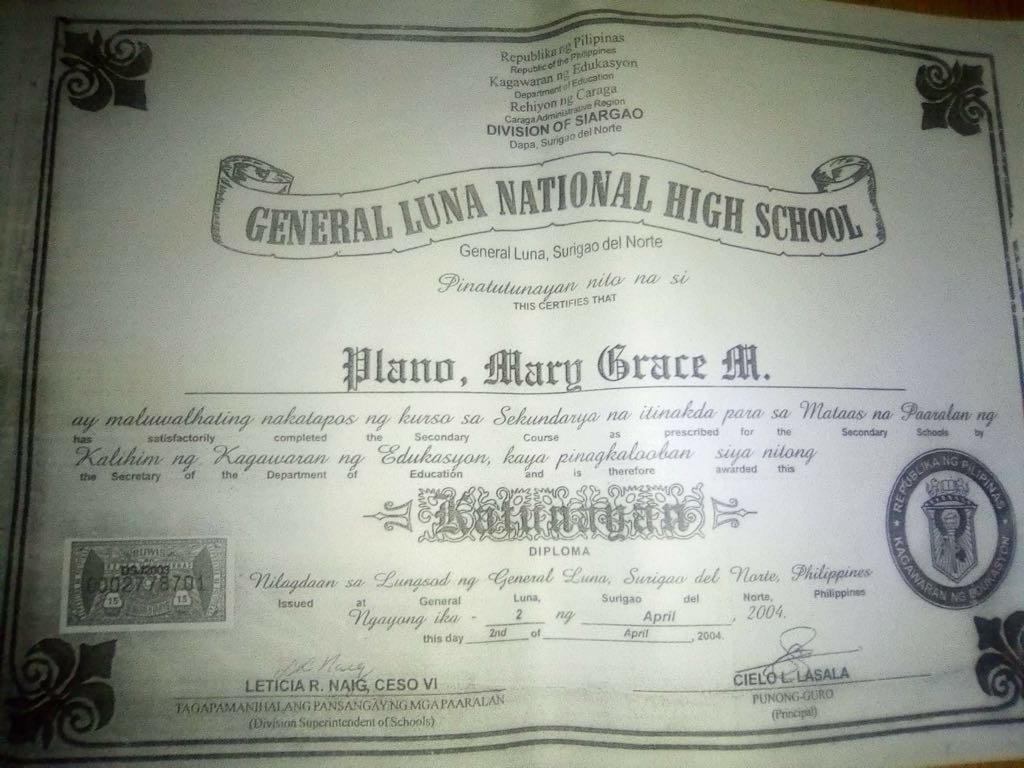 Republika ng Pilipinas
Republic of the Philippines
Kagawaran ng Edukasyon
Department of Education
Rehiyon ng Caraga
Caraga Administrative Region
DIVISION OF SIARGAO
Dapa, Surigao del Norte
GENERAL LUNA NATIONAL HIGH SCHOOL
General Luna, Surigao del Norte
Pinatutunayan nito na si
THIS CERTIFIES THAT
Plano, Mary Grace M.
ay maluwalhating nakatapos ng kurso sa Sekundarya na itinakda para sa Mataas na Paaralan ng
has satisfactorily completed the Secondary Course as prescribed for the Secondary Schools by
Kalihim ng Kagawaran ng Edukasyon, kaya pinagkalooban siya nitong
the Secretary of the Department of Education and is therefore awarded this
Katunayan
DIPLOMA
REPUBLIKA NG PILIPINAS
KAGAWARAN NG EDUKASYON
0002778701
15 15
Nilagdaan sa Lungsod ng General Luna, Surigao del Norte, Philippines
Issued at General Luna, Surigao del Norte, Philippines
Ngayong ika - 2 ng April, 2004.
this day 2nd of April, 2004.
LETICIA R. NAIG, CESO VI
TAGAPAMANIHALANG PANSANGAY NG MGA PAARALAN
(Division Superintendent of Schools)
CIELO L. LASALA
PUNONG-GURO
(Principal)